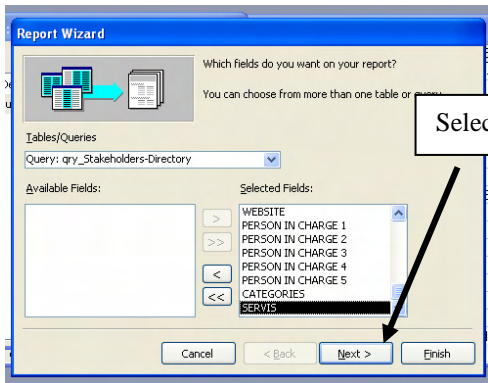 Report Wizard
Which fields do you want on your report?
You can choose from more than one table or query.
Tables/Queries
Query: qry_Stakeholders-Directory
Available Fields:
Selected Fields:
>
>>
<
<<
WEBSITE
PERSON IN CHARGE 1
PERSON IN CHARGE 2
PERSON IN CHARGE 3
PERSON IN CHARGE 4
PERSON IN CHARGE 5
CATEGORIES
SERVIS
Cancel
< Back
Next >
Finish